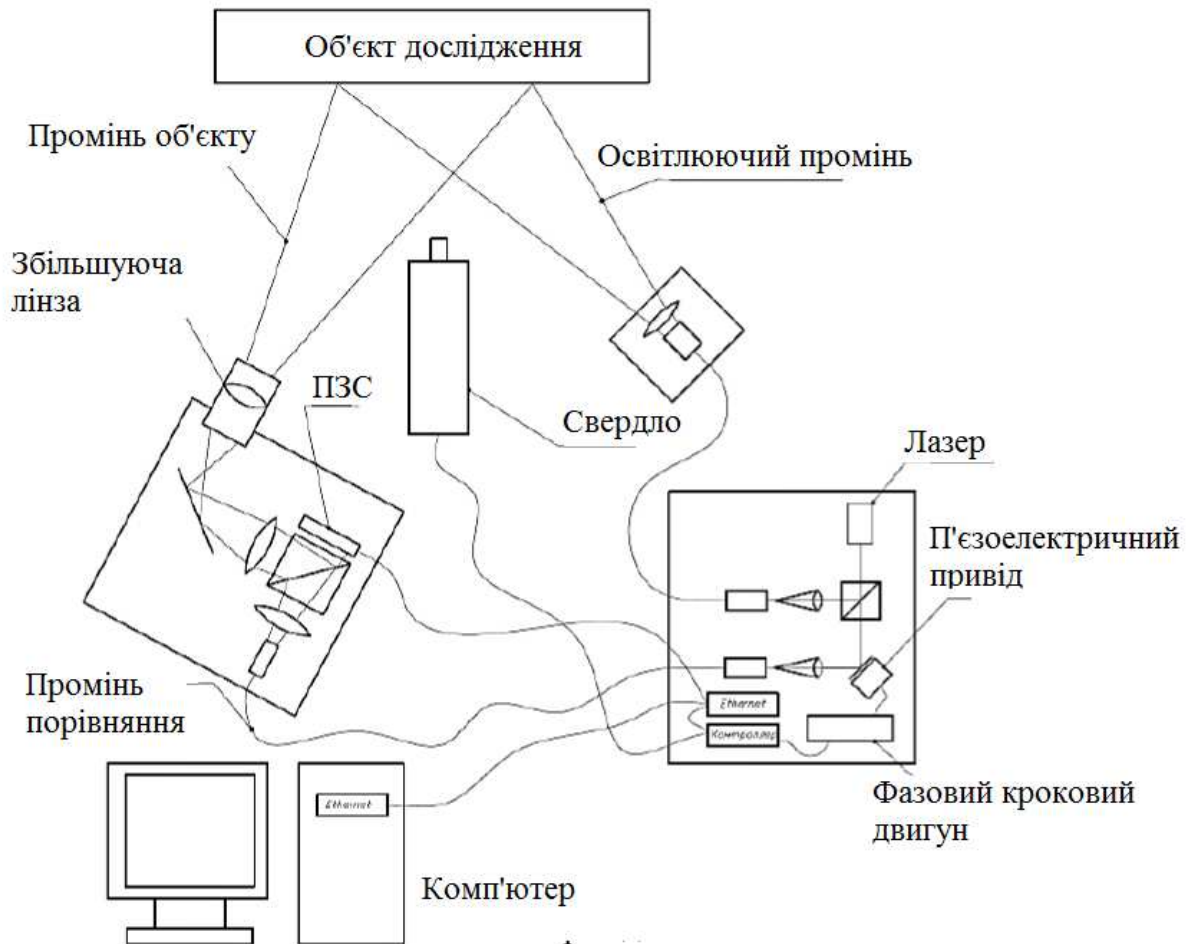 Об'єкт дослідження
Промінь об'єкту
Освітлюючий промінь
Збільшуюча
лінза
ПЗС
Свердло
Лазер
П'єзоелектричний
привід
Промінь
порівняння
Ethernet
Контроллер
Ethernet
Фазовий кроковий
двигун
Комп'ютер